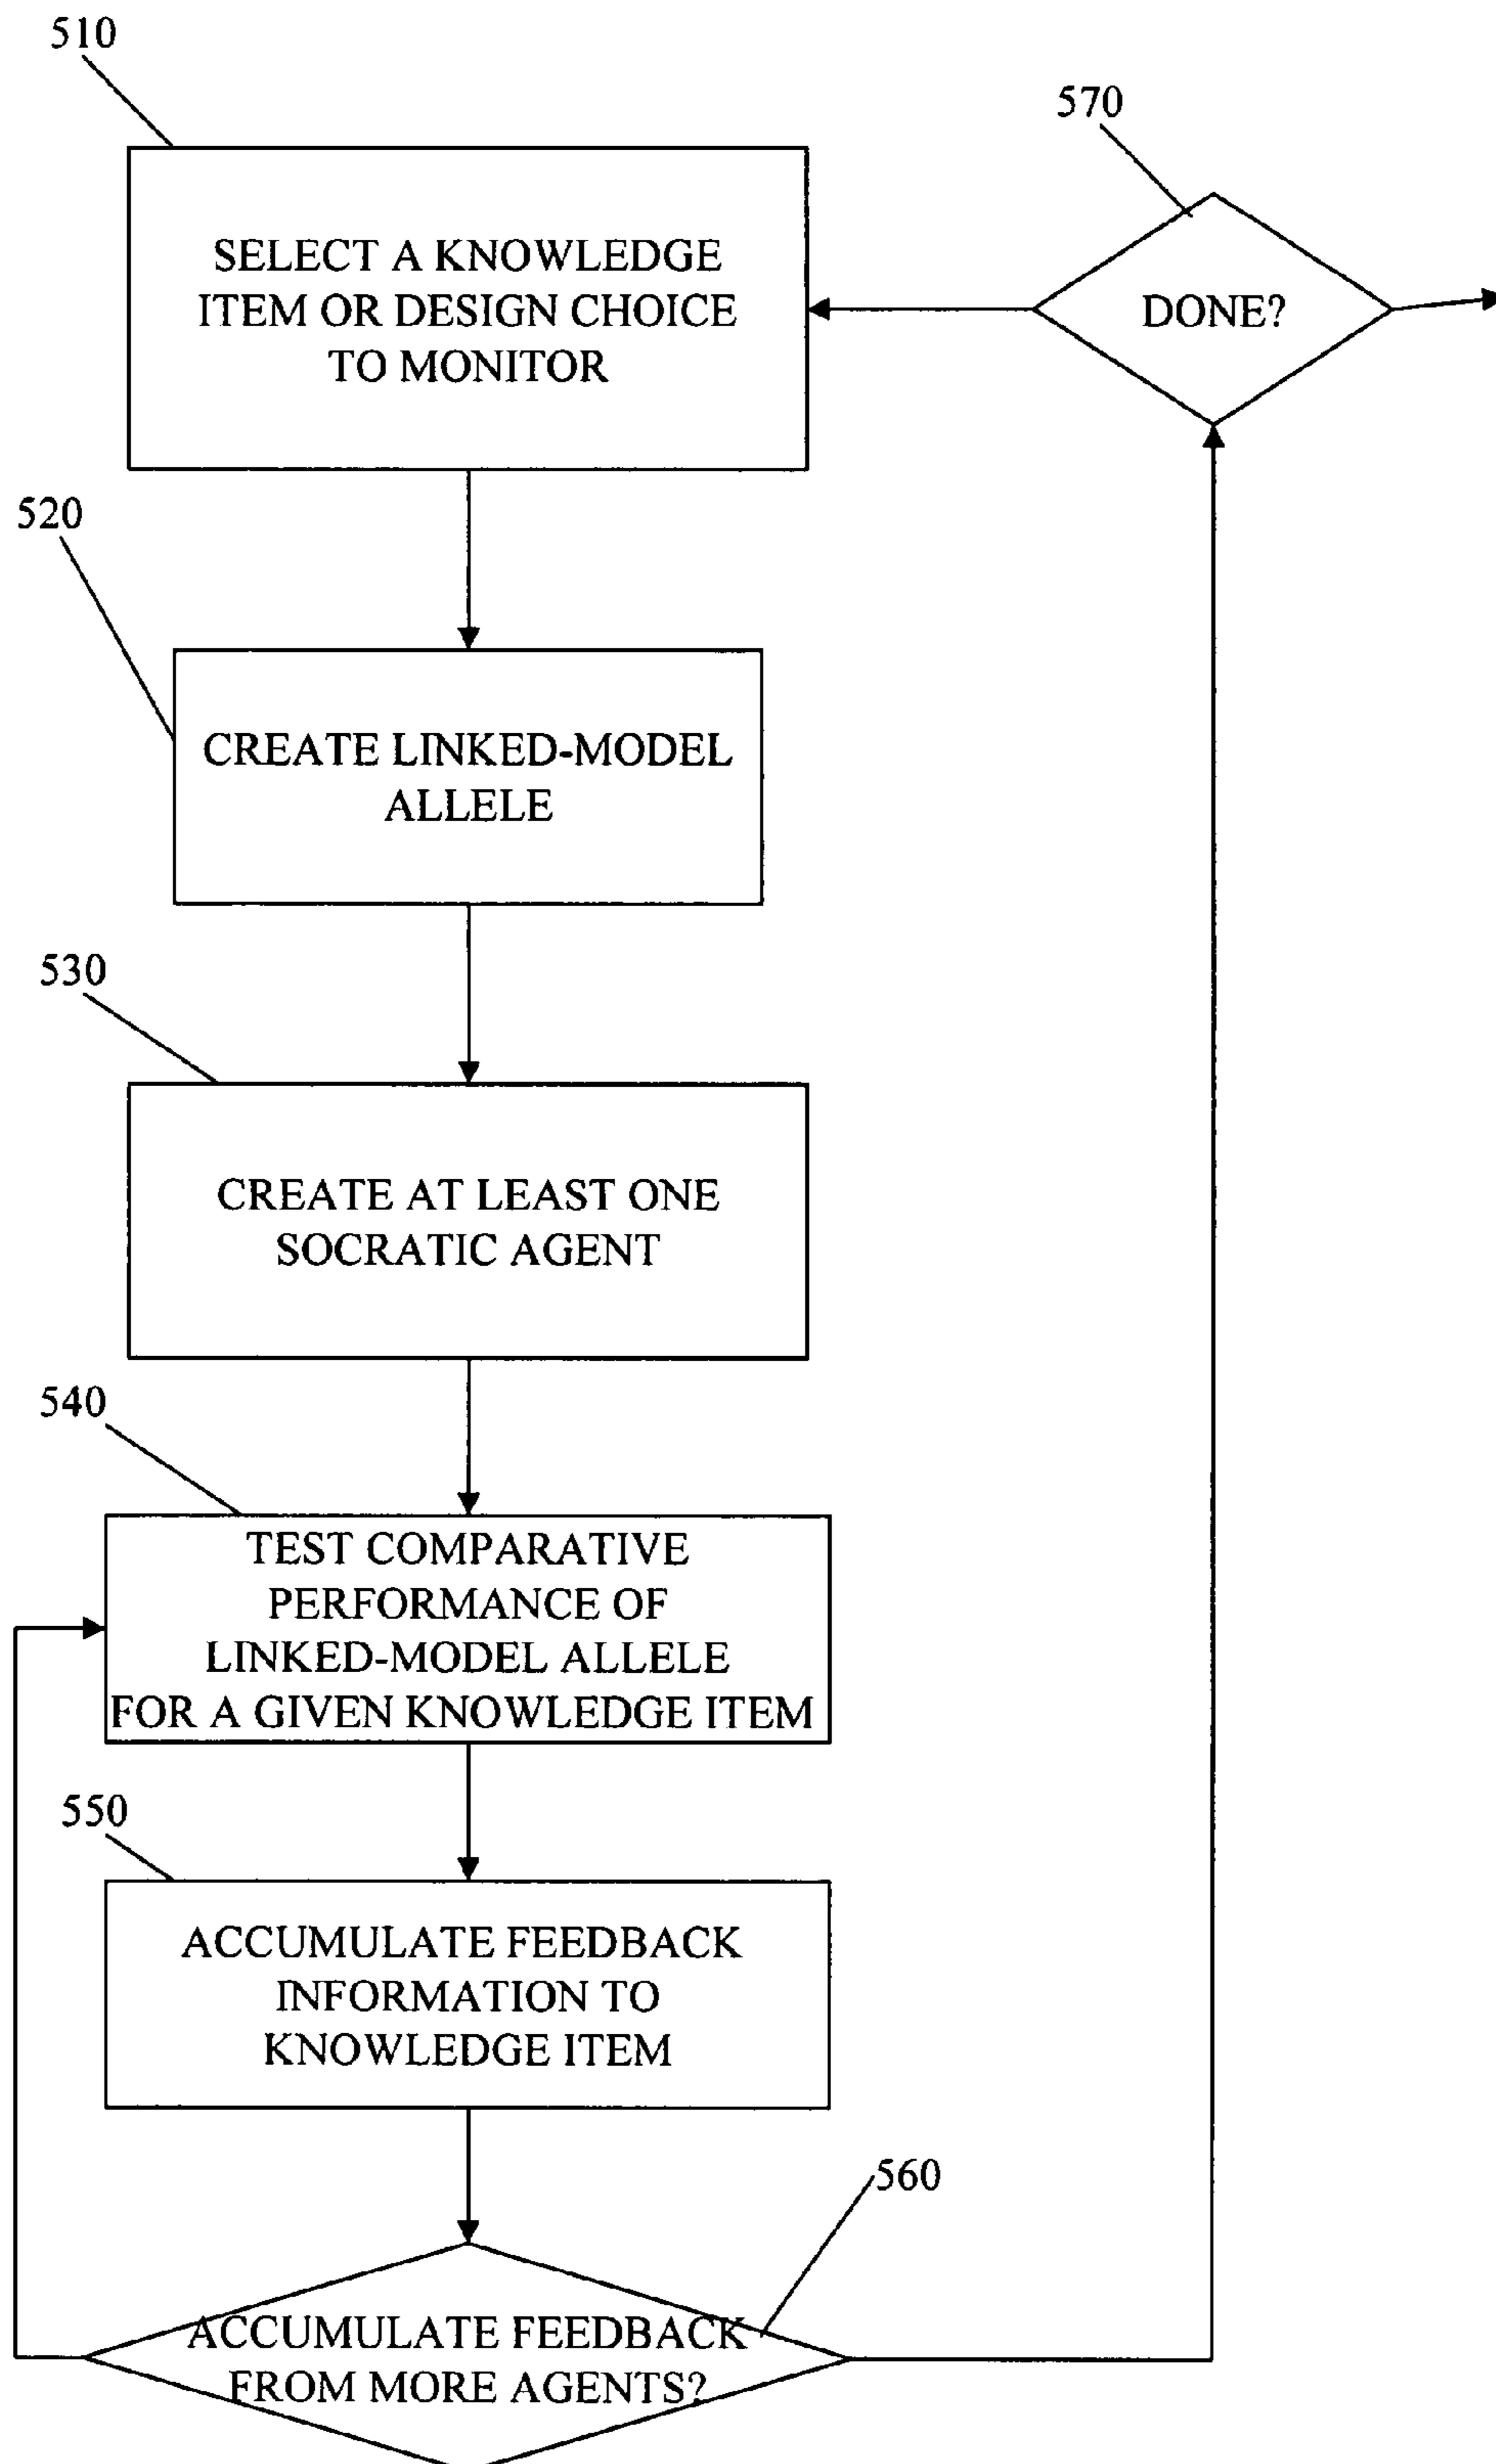 510
570
SELECT A KNOWLEDGE
ITEM OR DESIGN CHOICE
TO MONITOR
DONE?
520
CREATE LINKED-MODEL
ALLELE
530
CREATE AT LEAST ONE
SOCRATIC AGENT
540
TEST COMPARATIVE
PERFORMANCE OF
LINKED-MODEL ALLELE
FOR A GIVEN KNOWLEDGE ITEM
550
ACCUMULATE FEEDBACK
INFORMATION TO
KNOWLEDGE ITEM
560
ACCUMULATE FEEDBACK
FROM MORE AGENTS?